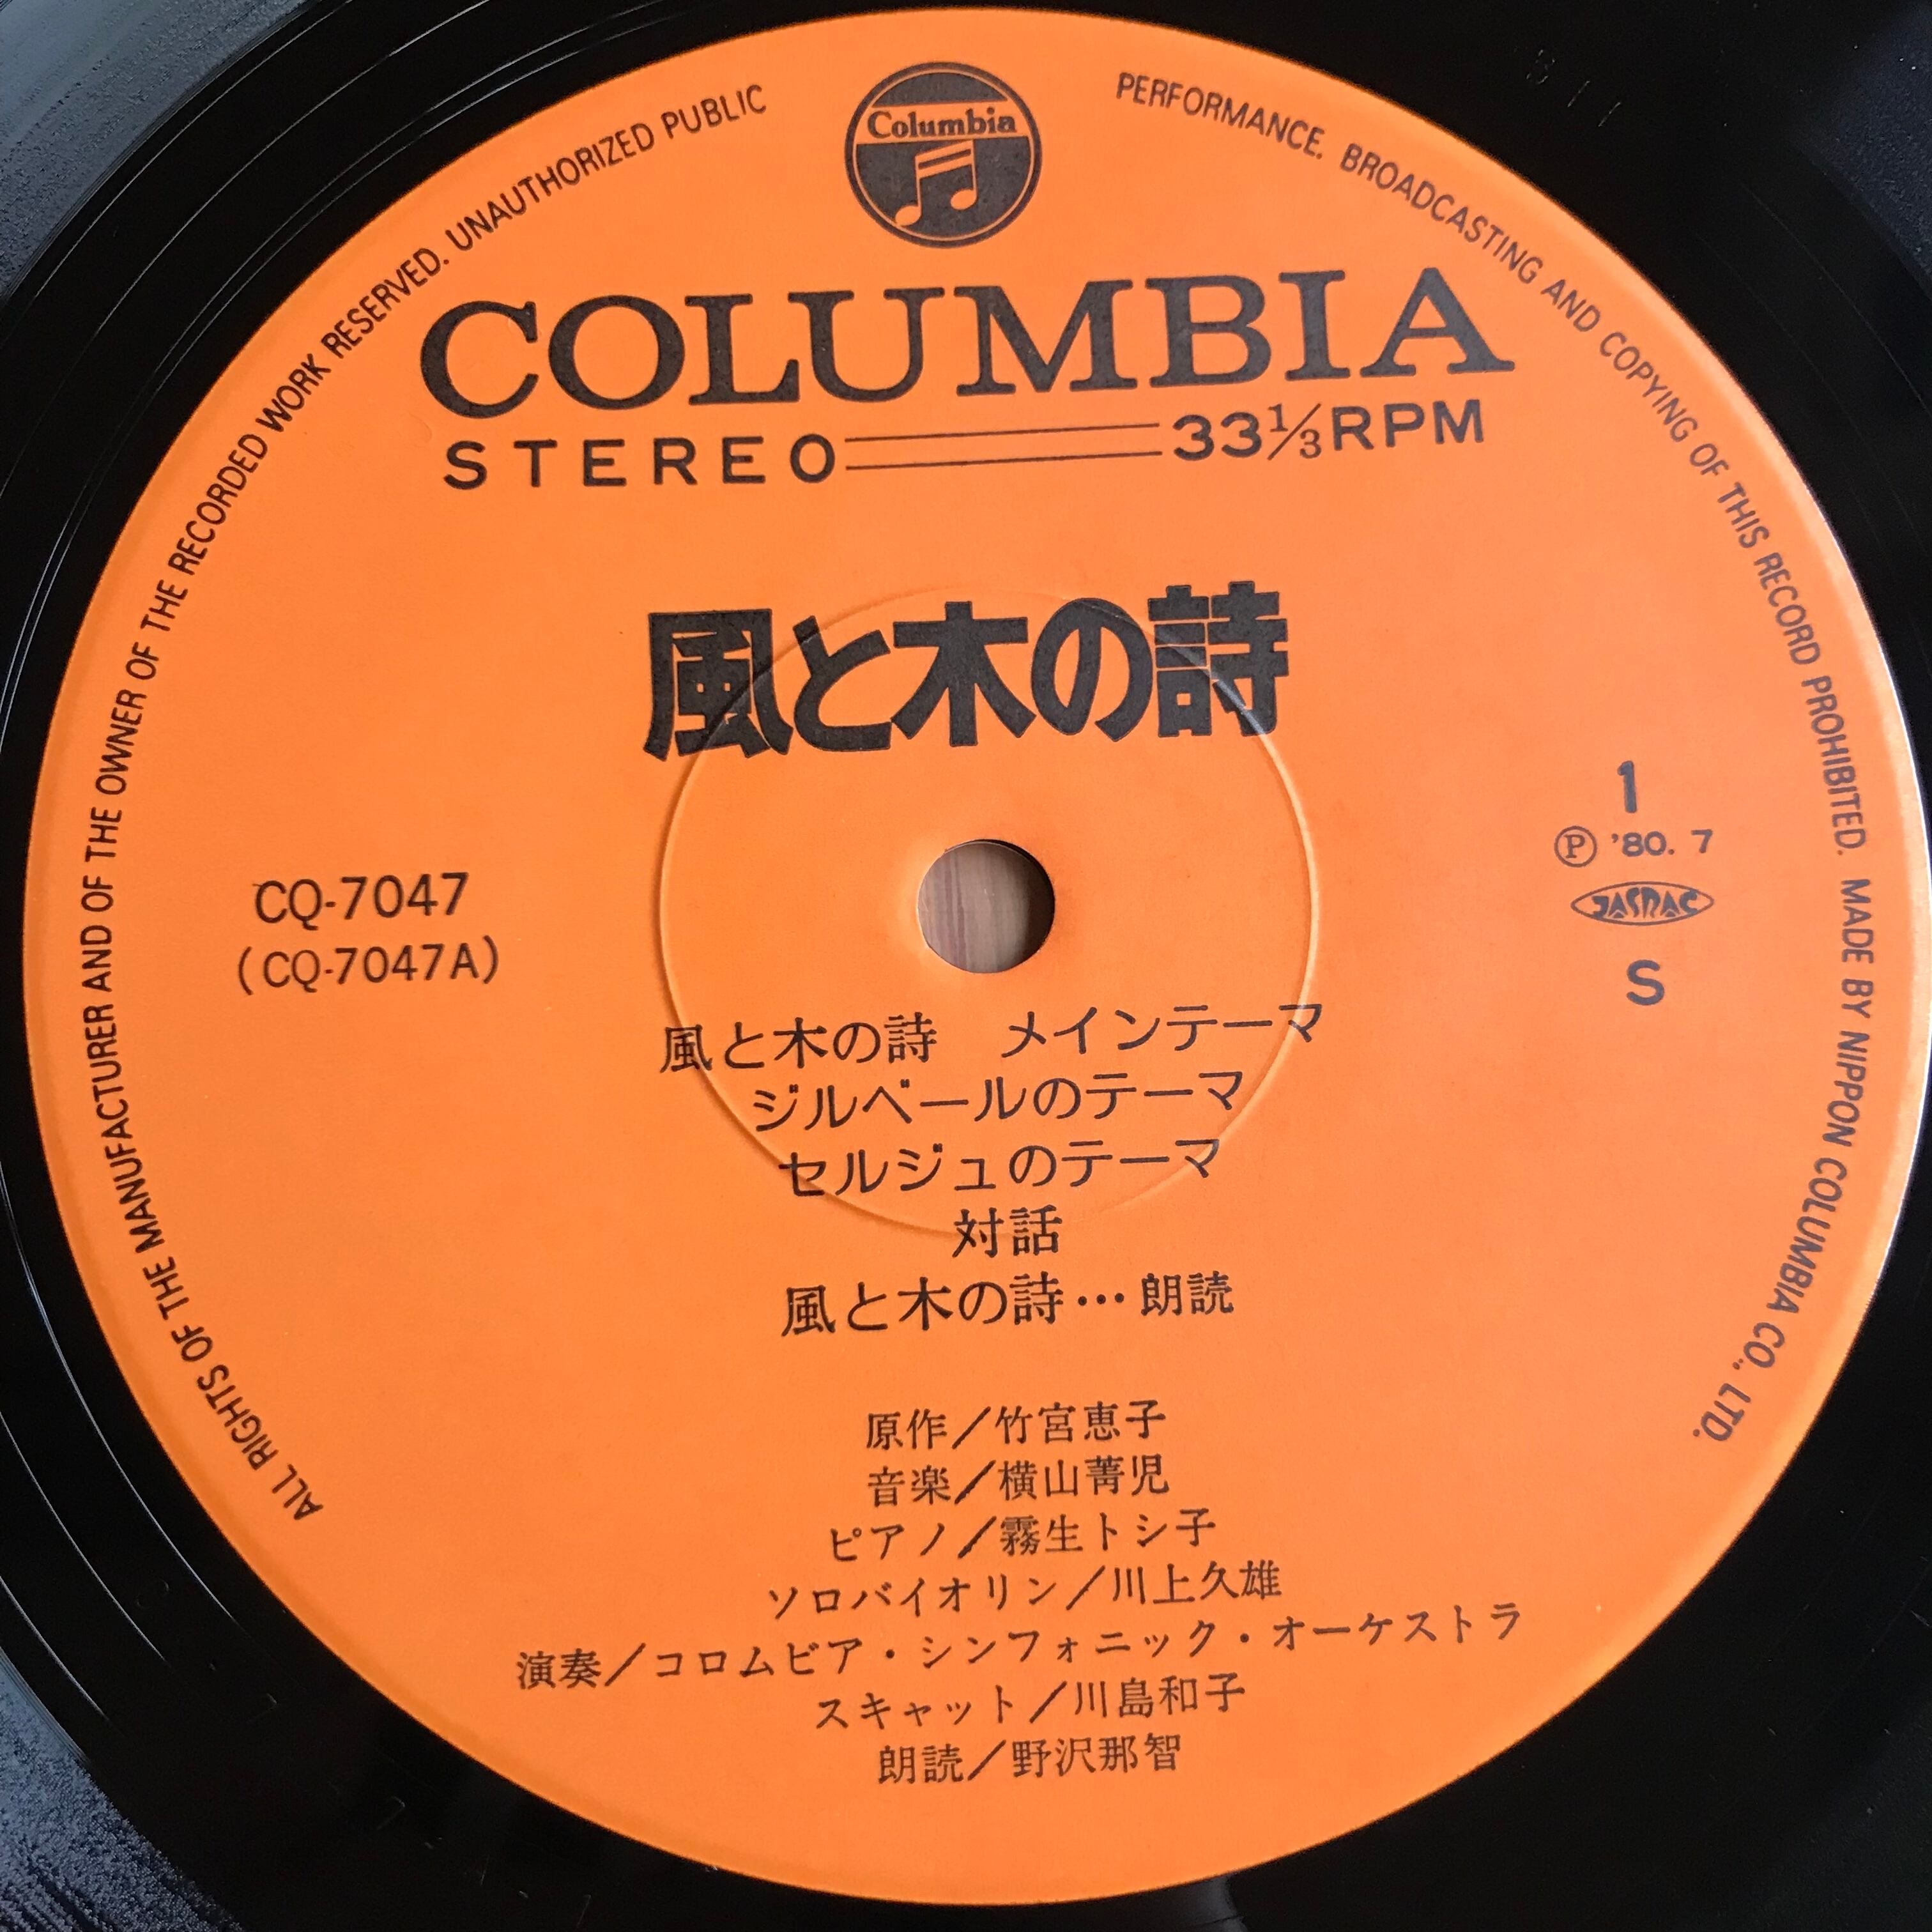 ALL RIGHTS OF THE MANUFACTURER AND OF THE OWNER OF THE RECORDED WORK RESERVED. UNAUTHORIZED PUBLIC PERFORMANCE. BROADCASTING AND COPYING OF THIS RECORD PROHIBITED. MADE BY NIPPON COLUMBIA CO., LTD.
Columbia
COLUMBIA
STEREO 33⅓RPM
風と木の詩
1
Ⓟ '80. 7
JASRAC
S
CQ-7047
(CQ-7047A)
風と木の詩 メインテーマ
ジルベールのテーマ
セルジュのテーマ
対話
風と木の詩…朗読
原作／竹宮恵子
音楽／横山菁児
ピアノ／霧生トシ子
ソロバイオリン／川上久雄
演奏／コロムビア・シンフォニック・オーケストラ
スキャット／川島和子
朗読／野沢那智